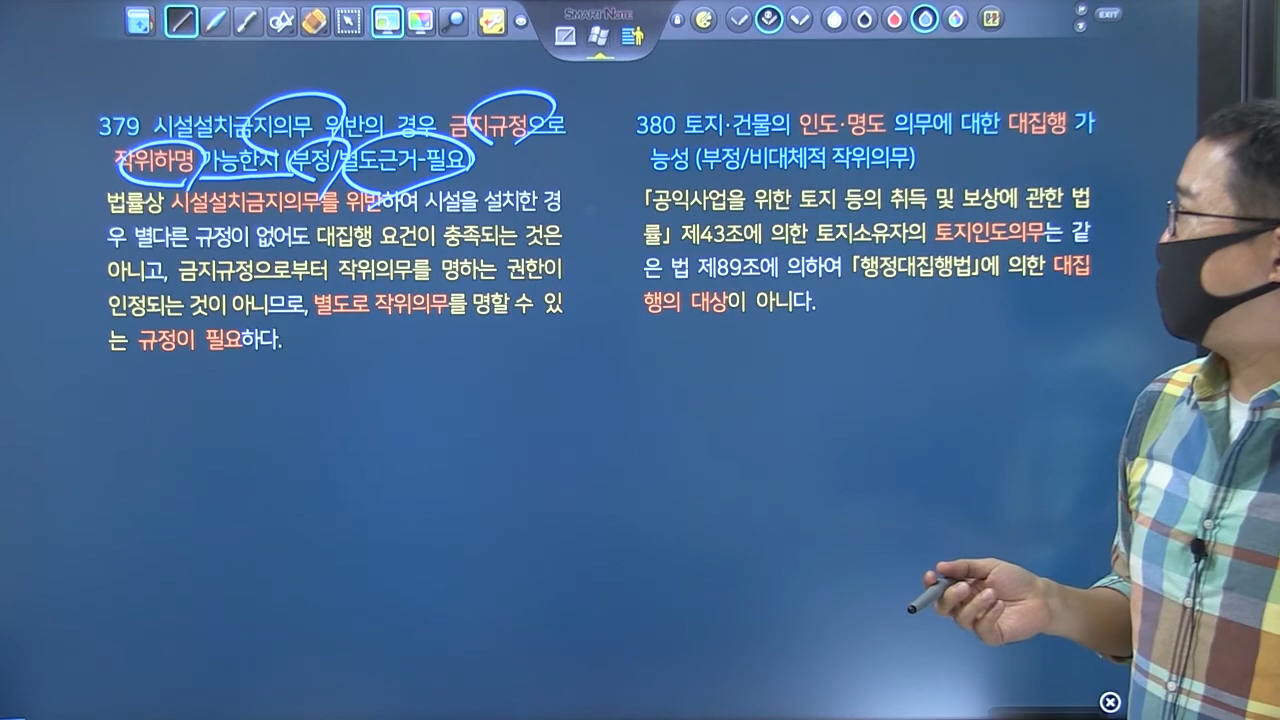 SMART NOTE
EXIT
379 시설설치금지의무 위반의 경우 금지규정으로
작위하명 가능한지 (부정/별도근거-필요)
법률상 시설설치금지의무를 위반하여 시설을 설치한 경
우 별다른 규정이 없어도 대집행 요건이 충족되는 것은
아니고, 금지규정으로부터 작위의무를 명하는 권한이
인정되는 것이 아니므로, 별도로 작위의무를 명할 수 있
는 규정이 필요하다.
380 토지·건물의 인도·명도 의무에 대한 대집행 가
능성 (부정/비대체적 작위의무)
「공익사업을 위한 토지 등의 취득 및 보상에 관한 법
률」 제43조에 의한 토지소유자의 토지인도의무는 같
은 법 제89조에 의하여 「행정대집행법」에 의한 대집
행의 대상이 아니다.